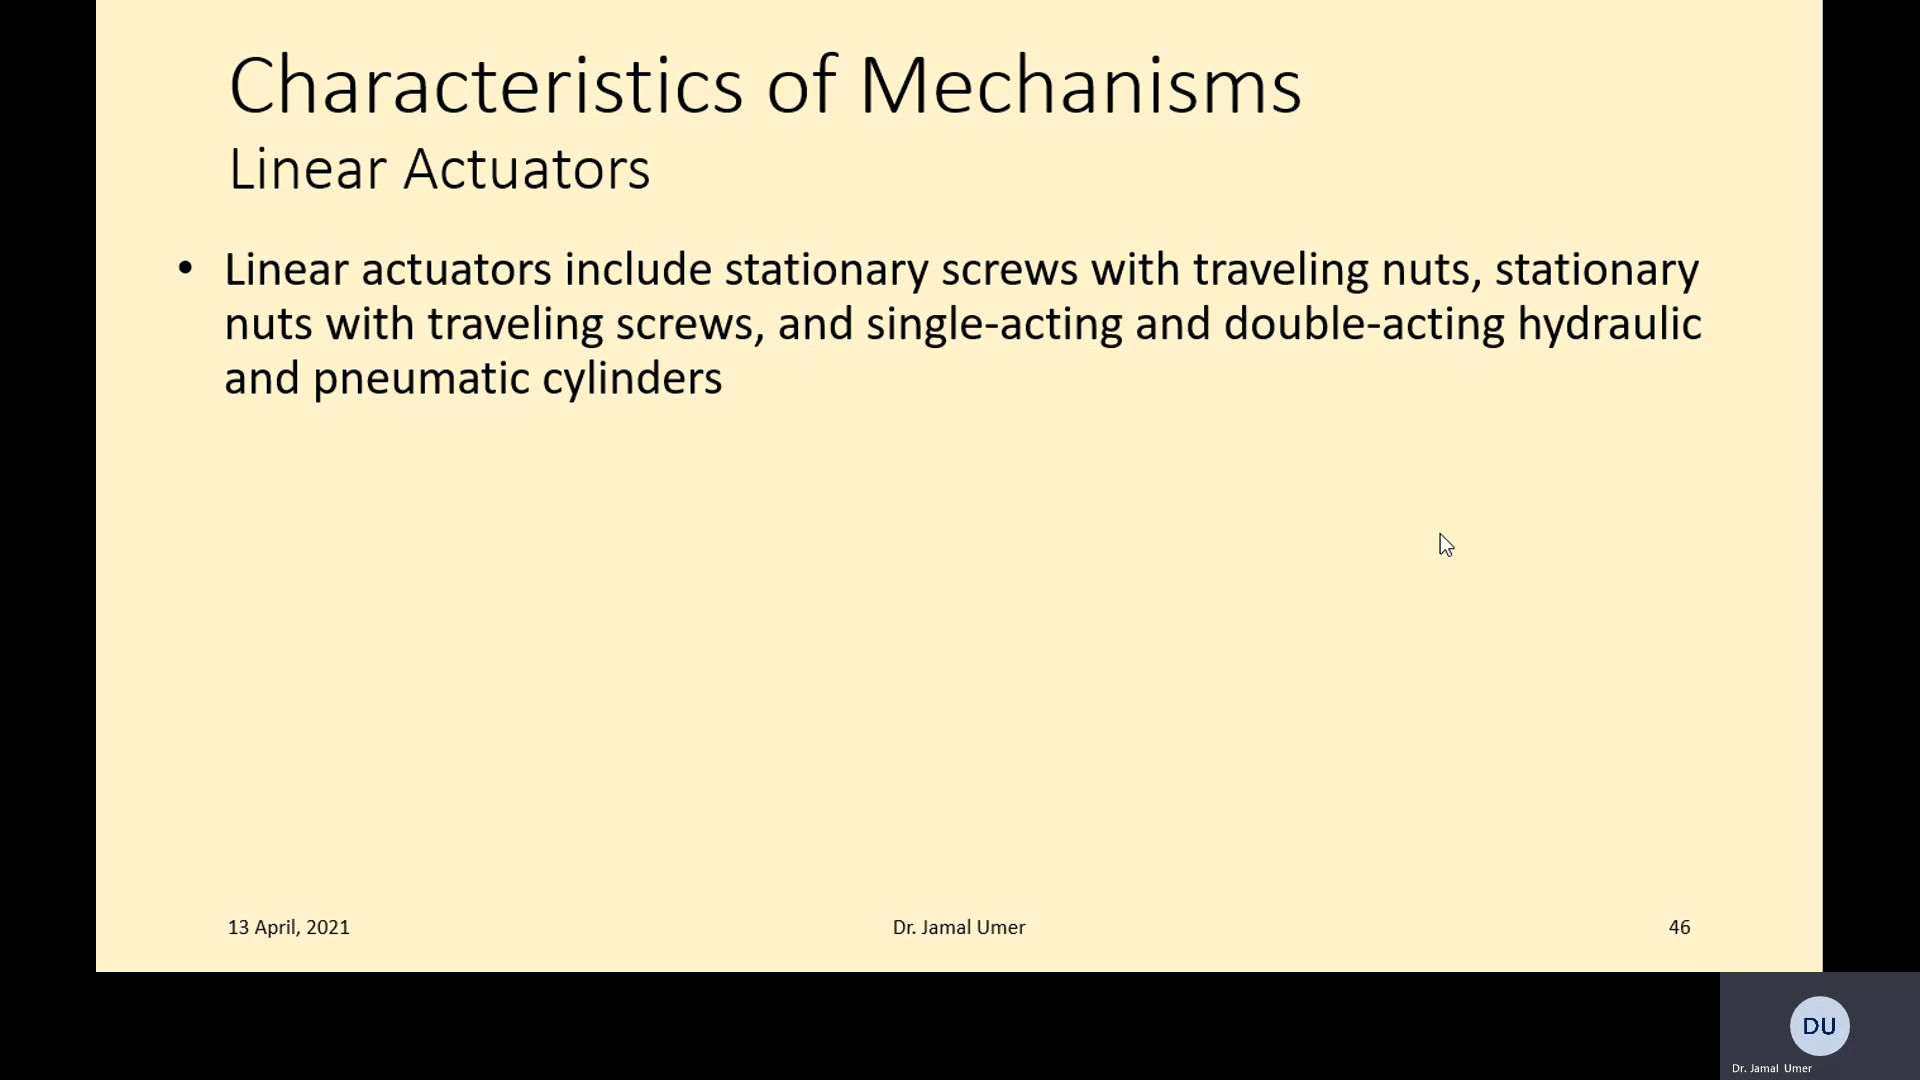 Characteristics of Mechanisms
Linear Actuators
• Linear actuators include stationary screws with traveling nuts, stationary
nuts with traveling screws, and single-acting and double-acting hydraulic
and pneumatic cylinders
13 April, 2021
Dr. Jamal Umer
46
DU
Dr. Jamal Umer